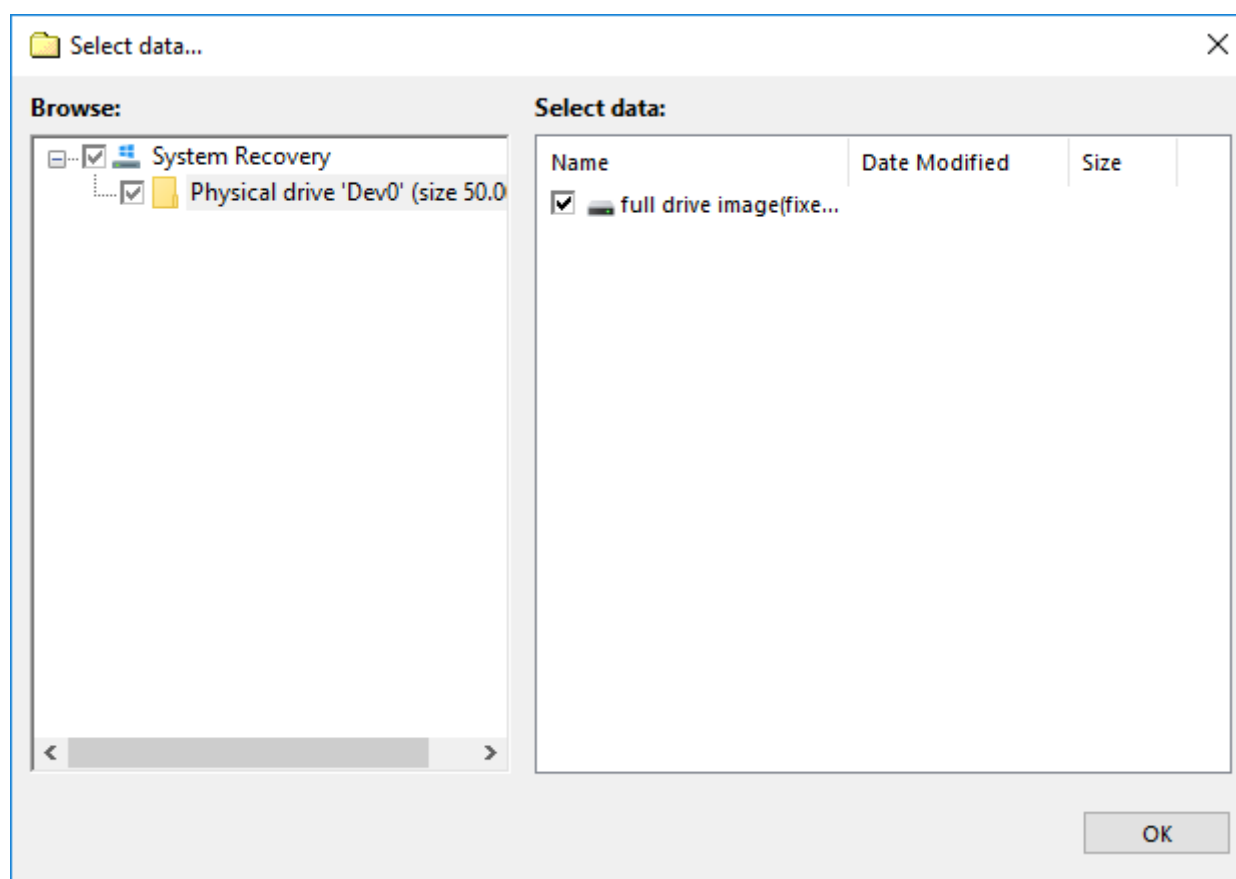 Select data...
Browse:
Select data:
System Recovery
Physical drive 'Dev0' (size 50.0
Name Date Modified Size
full drive image(fixe...
OK